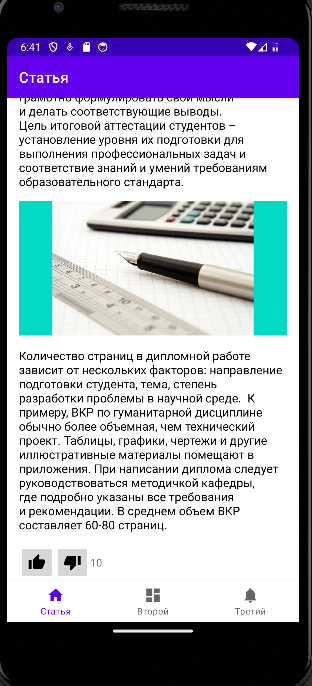 6:41
Статья
грамотно формулировать свои мысли
и делать соответствующие выводы.
Цель итоговой аттестации студентов –
установление уровня их подготовки для
выполнения профессиональных задач и
соответствие знаний и умений требованиям
образовательного стандарта.
Количество страниц в дипломной работе
зависит от нескольких факторов: направление
подготовки студента, тема, степень
разработки проблемы в научной среде.  К
примеру, ВКР по гуманитарной дисциплине
обычно более объемная, чем технический
проект. Таблицы, графики, чертежи и другие
иллюстративные материалы помещают в
приложения. При написании диплома следует
руководствоваться методичкой кафедры,
где подробно указаны все требования
и рекомендации. В среднем объем ВКР
составляет 60-80 страниц.
10
Статья Второй Третий